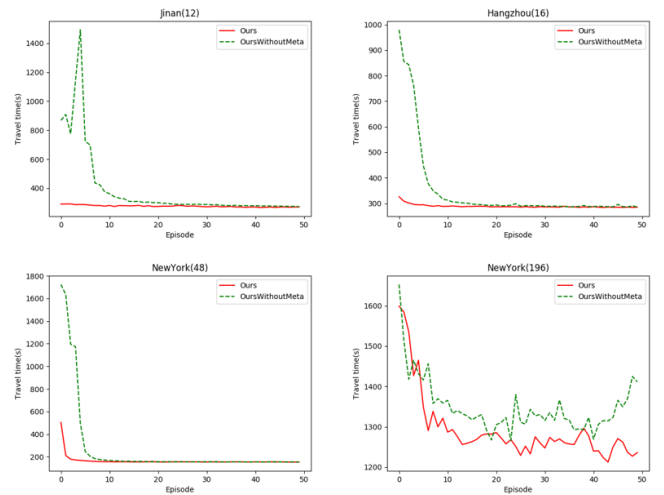 Jinan(12)
Ours
OursWithoutMeta
1400
1200
1000
800
600
400
Travel time(s)
0
10
20
30
40
50
Episode
Hangzhou(16)
Ours
OursWithoutMeta
1000
900
800
700
600
500
400
300
Travel time(s)
0
10
20
30
40
50
Episode
NewYork(48)
Ours
OursWithoutMeta
1800
1600
1400
1200
1000
800
600
400
200
Travel time(s)
0
10
20
30
40
50
Episode
NewYork(196)
Ours
OursWithoutMeta
1600
1500
1400
1300
1200
Travel time(s)
0
10
20
30
40
50
Episode